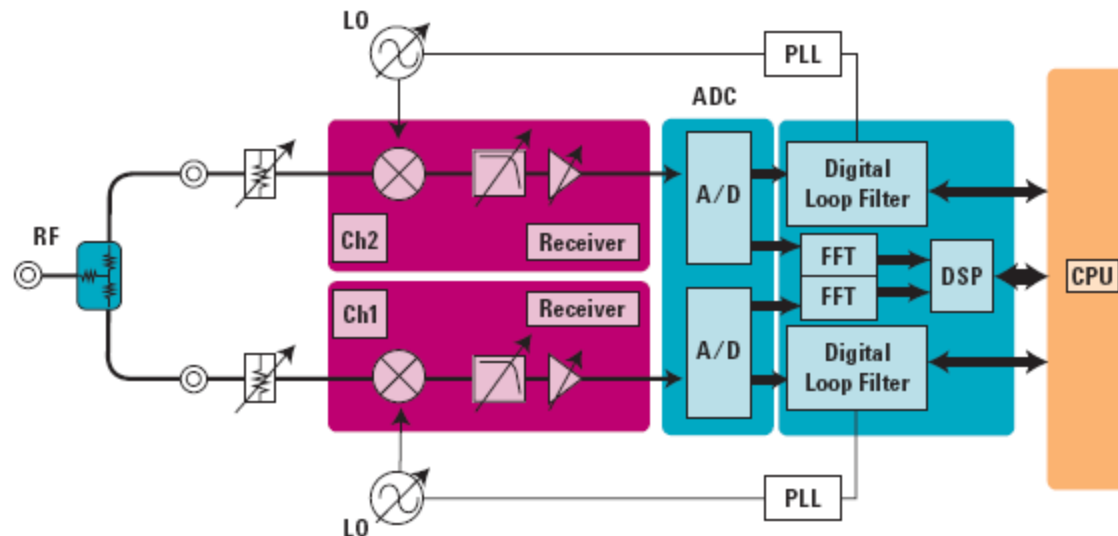 LO
PLL
ADC
RF
Ch2
Receiver
A/D
Digital
Loop Filter
FFT
DSP
CPU
FFT
Ch1
Receiver
A/D
Digital
Loop Filter
PLL
LO